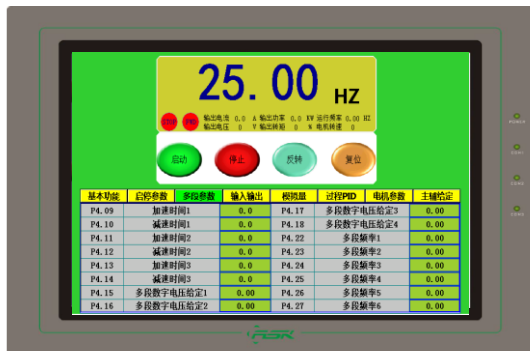 25.00 HZ
输出电流 0.0 A 输出功率 0.0 KW 运行频率 0.00 HZ
输出电压 0 V 输出转矩 0 % 电机转速 0
启动 停止 反转 复位
基本功能 启停参数 多段参数 输入输出 模拟量 过程PID 电机参数 主辅给定
P4.09 加速时间1 0.0 P4.17 多段数字电压给定3 0.00
P4.10 减速时间1 0.0 P4.18 多段数字电压给定4 0.00
P4.11 加速时间2 0.0 P4.22 多段频率1 0.00
P4.12 减速时间2 0.0 P4.23 多段频率2 0.00
P4.13 加速时间3 0.0 P4.24 多段频率3 0.00
P4.14 减速时间3 0.0 P4.25 多段频率4 0.00
P4.15 多段数字电压给定1 0.00 P4.26 多段频率5 0.00
P4.16 多段数字电压给定2 0.00 P4.27 多段频率6 0.00